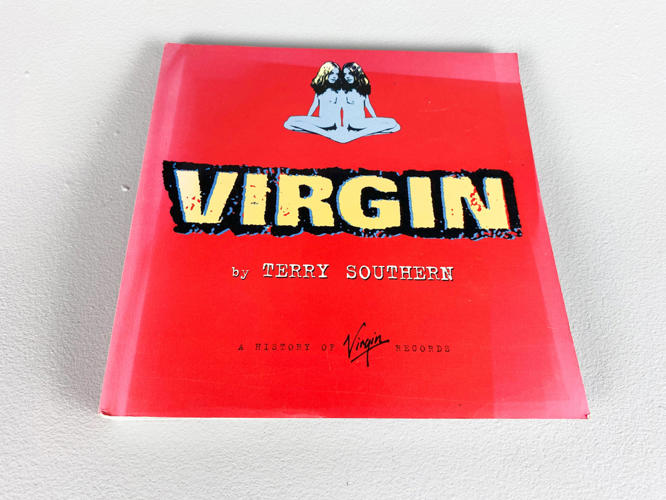 VIRGIN
by TERRY SOUTHERN
A HISTORY OF Virgin RECORDS